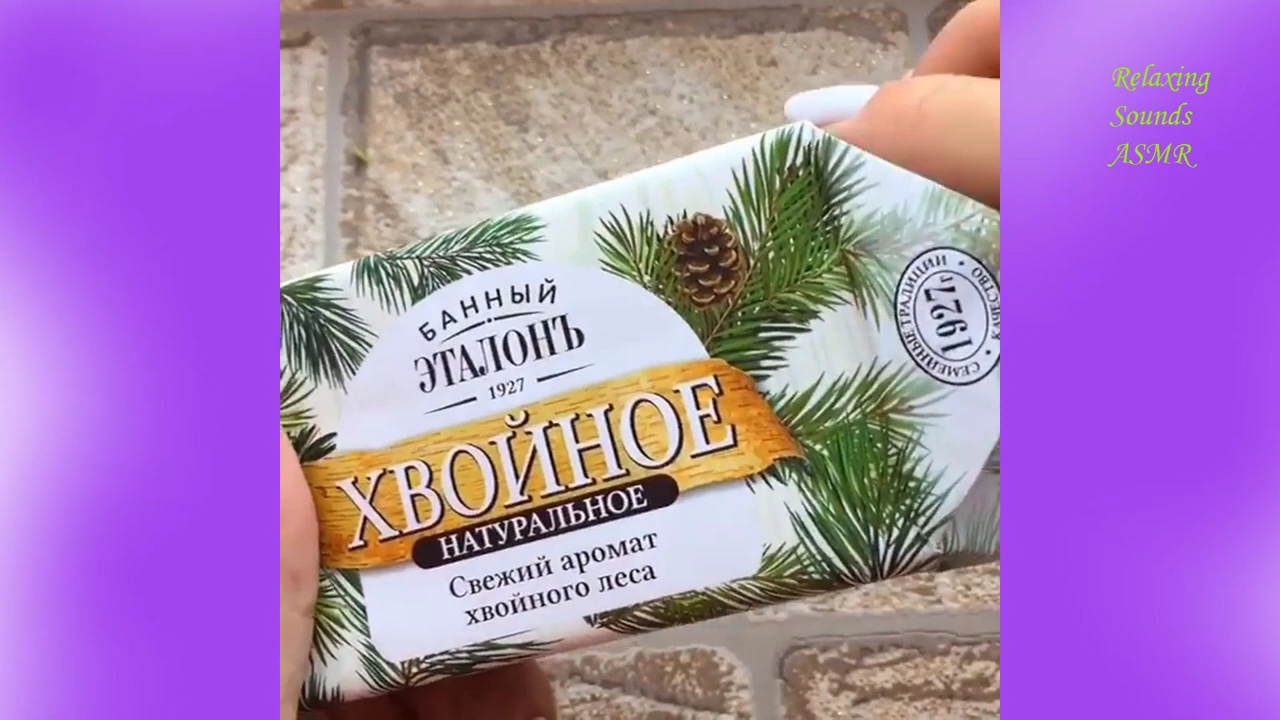 Relaxing
Sounds
ASMR
БАННЫЙ
ЭТАЛОНЪ
1927
ХВОЙНОЕ
НАТУРАЛЬНОЕ
Свежий аромат
хвойного леса
СЕМЕЙНЫЕ ТРАДИЦИИ •
1927 г